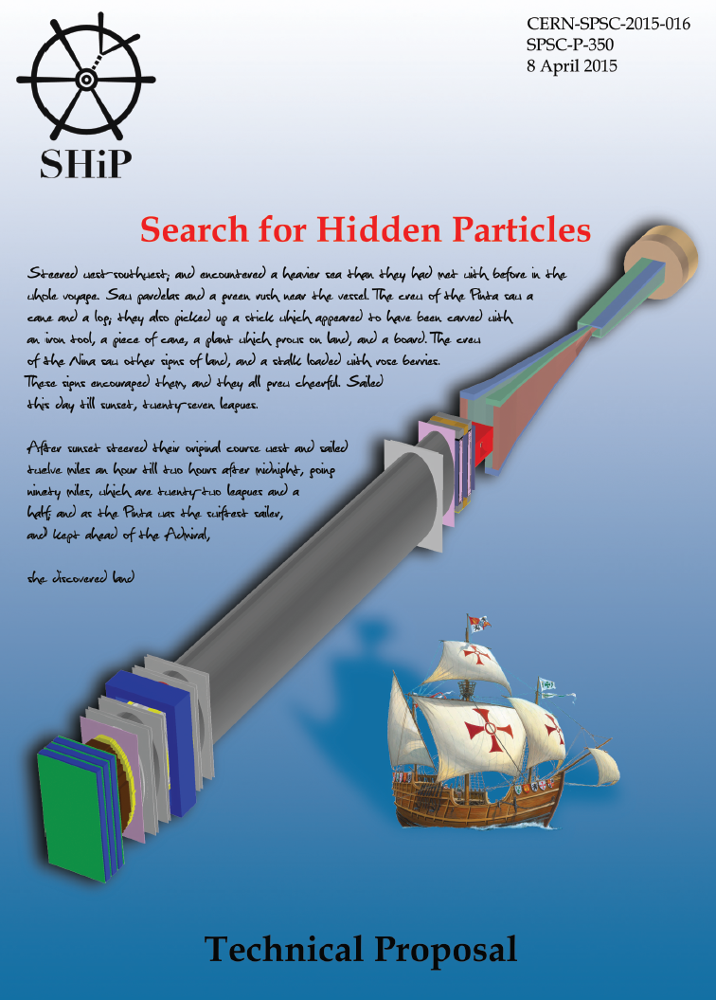 CERN-SPSC-2015-016
SPSC-P-350
8 April 2015
SHiP
Search for Hidden Particles
Steered west-southwest; and encountered a heavier sea than they had met with before in the
whole voyage. Saw pardelas and a green rush near the vessel. The crew of the Pinta saw a
cane and a log; they also picked up a stick which appeared to have been carved with
an iron tool, a piece of cane, a plant which grows on land, and a board. The crew
of the Nina saw other signs of land, and a stalk loaded with rose berries.
These signs encouraged them, and they all grew cheerful. Sailed
this day till sunset, twenty-seven leagues.
After sunset steered their original course west and sailed
twelve miles an hour till two hours after midnight, going
ninety miles, which are twenty-two leagues and a
half; and as the Pinta was the swiftest sailer,
and kept ahead of the Admiral,
she discovered land
Technical Proposal